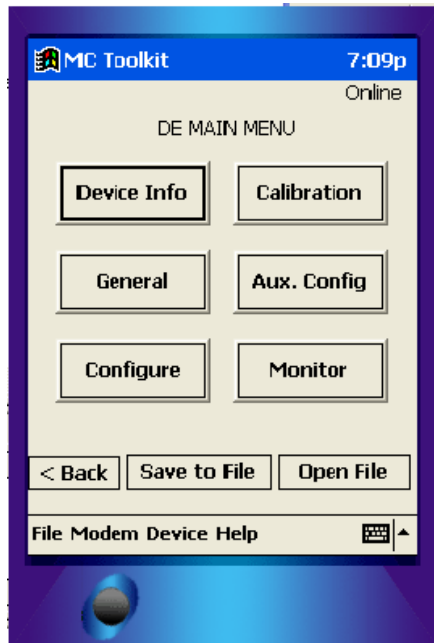 MC Toolkit 7:09p
Online
DE MAIN MENU
Device Info Calibration
General Aux. Config
Configure Monitor
< Back Save to File Open File
File Modem Device Help